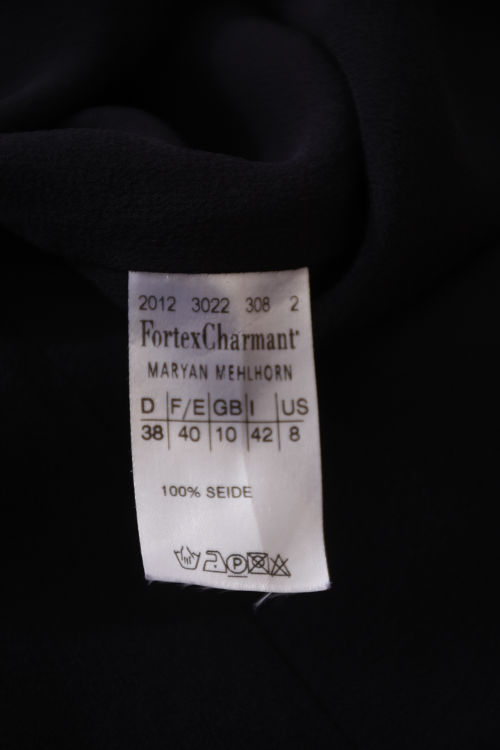 2012 3022 308 2
FortexCharmant
MARYAN MEHLHORN
D F/E GB I US
38 40 10 42 8
100% SEIDE
P